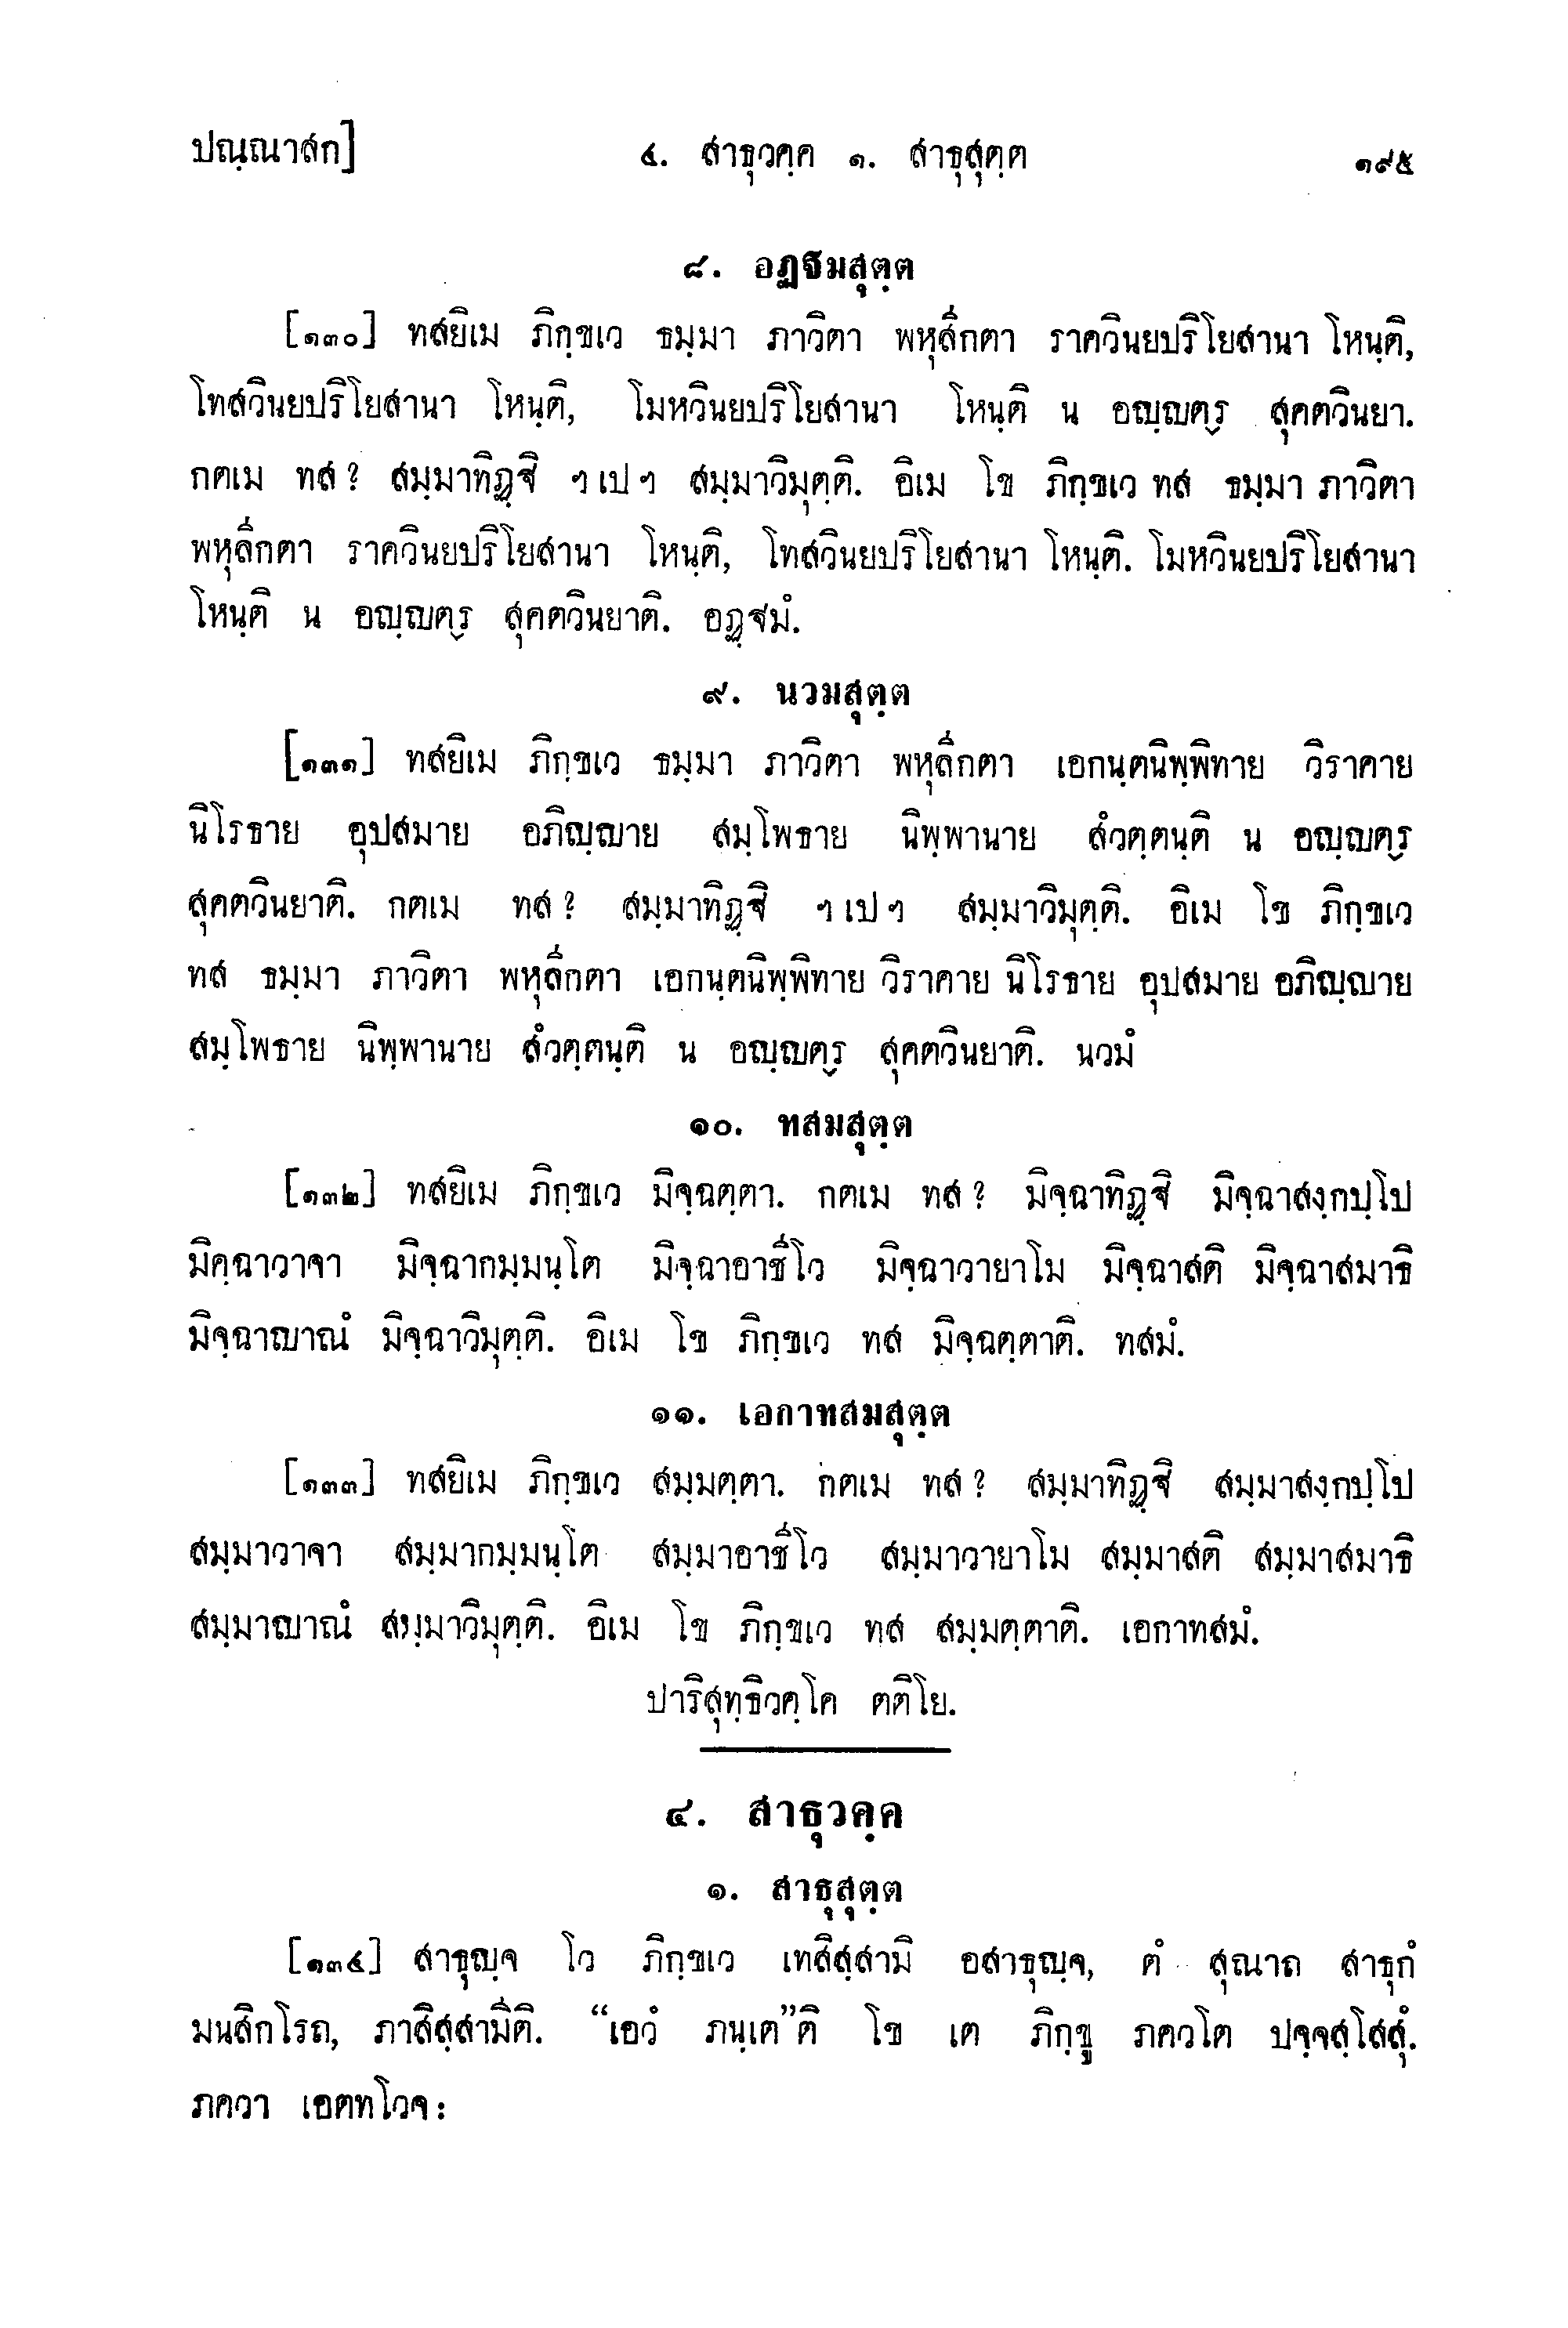 ปณฺณาสก] ๔. สาธุวคฺค ๑. สาธุสุตฺต ๑๙๕
๘. อฏฺฐมสุตฺต
[๑๓๐] ทสยิเม ภิกฺขเว ธมฺมา ภาวิตา พหุลีกตา ราควินยปริโยสานา โหนฺติ,
โทสวินยปริโยสานา โหนฺติ, โมหวินยปริโยสานา โหนฺติ น อญฺญตฺร สุคตวินยา.
กตเม ทส? สมฺมาทิฏฺฐิ ฯ เป ฯ สมฺมาวิมุตฺติ. อิเม โข ภิกฺขเว ทส ธมฺมา ภาวิตา
พหุลีกตา ราควินยปริโยสานา โหนฺติ, โทสวินยปริโยสานา โหนฺติ. โมหวินยปริโยสานา
โหนฺติ น อญฺญตฺร สุคตวินยาติ. อฏฺฐมํ.
๙. นวมสุตฺต
[๑๓๑] ทสยิเม ภิกฺขเว ธมฺมา ภาวิตา พหุลีกตา เอกนฺตนิพฺพิทาย วิราคาย
นิโรธาย อุปสมาย อภิญฺญาย สมฺโพธาย นิพฺพานาย สํวตฺตนฺติ น อญฺญตฺร
สุคตวินยาติ. กตเม ทส? สมฺมาทิฏฺฐิ ฯ เป ฯ สมฺมาวิมุตฺติ. อิเม โข ภิกฺขเว
ทส ธมฺมา ภาวิตา พหุลีกตา เอกนฺตนิพฺพิทาย วิราคาย นิโรธาย อุปสมาย อภิญฺญาย
สมฺโพธาย นิพฺพานาย สํวตฺตนฺติ น อญฺญตฺร สุคตวินยาติ. นวมํ
๑๐. ทสมสุตฺต
[๑๓๒] ทสยิเม ภิกฺขเว มิจฺฉตฺตา. กตเม ทส? มิจฺฉาทิฏฺฐิ มิจฺฉาสงฺกปฺโป
มิคฺฉาวาจา มิจฺฉากมฺมนฺโต มิจฺฉาอาชีโว มิจฺฉาวายาโม มิจฺฉาสติ มิจฺฉาสมาธิ
มิจฺฉาญาณํ มิจฺฉาวิมุตฺติ. อิเม โข ภิกฺขเว ทส มิจฺฉตฺตาติ. ทสมํ.
๑๑. เอกาทสมสุตฺต
[๑๓๓] ทสยิเม ภิกฺขเว สมฺมตฺตา. กตเม ทส? สมฺมาทิฏฺฐิ สมฺมาสงฺกปฺโป
สมฺมาวาจา สมฺมากมฺมนฺโต สมฺมาอาชีโว สมฺมาวายาโม สมฺมาสติ สมฺมาสมาธิ
สมฺมาญาณํ สมฺมาวิมุตฺติ. อิเม โข ภิกฺขเว ทส สมฺมตฺตาติ. เอกาทสมํ.
ปาริสุทฺธิวคฺโค ตติโย.
๔. สาธุวคฺค
๑. สาธุสุตฺต
[๑๓๔] สาธุญฺจ โว ภิกฺขเว เทสิสฺสามิ อสาธุญฺจ, ตํ สุณาถ สาธุกํ
มนสิกโรถ, ภาสิสฺสามีติ. “เอวํ ภนฺเต”ติ โข เต ภิกฺขู ภควโต ปจฺจสฺโสสุํ.
ภควา เอตทโวจ: